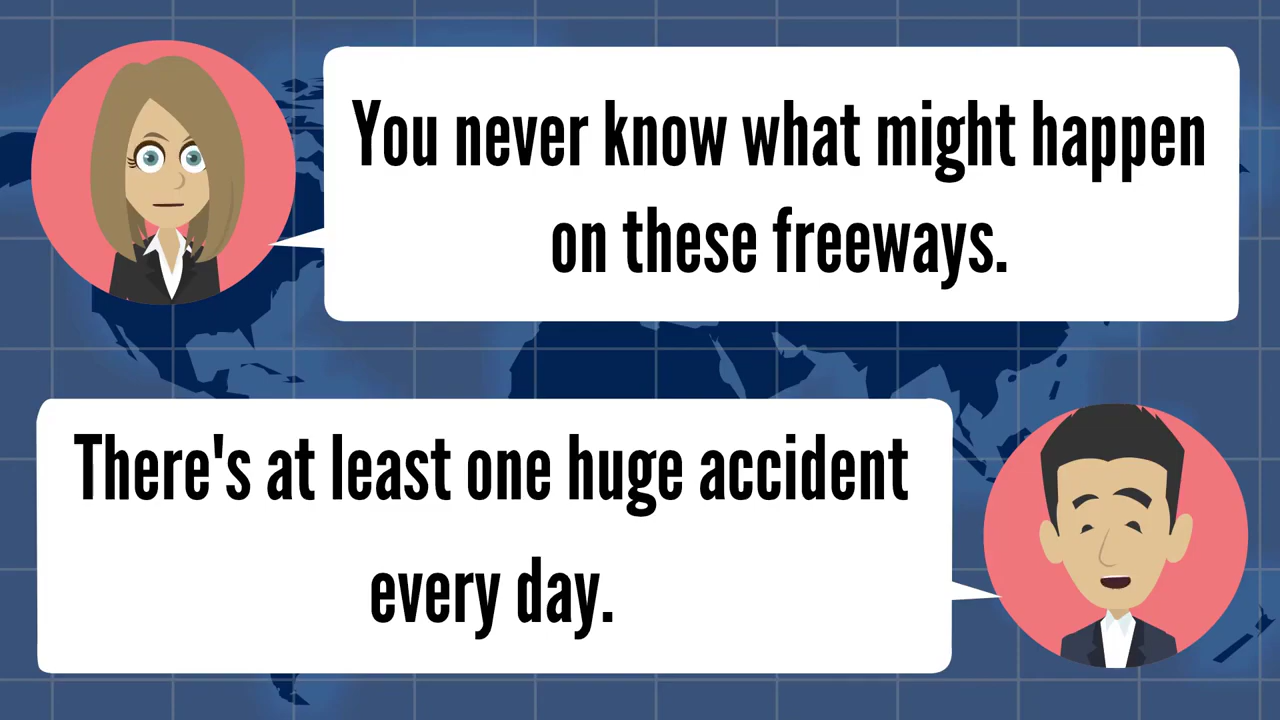 You never know what might happen
on these freeways.
There's at least one huge accident
every day.